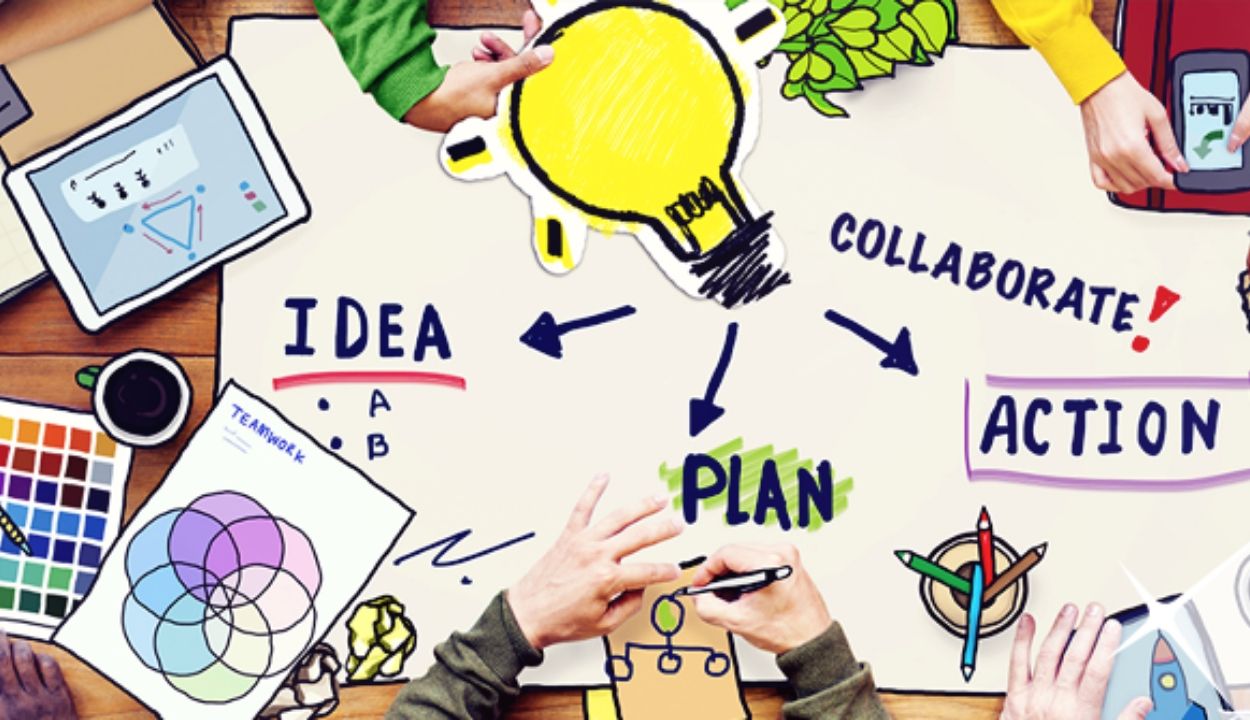 COLLABORATE!
IDEA
• A
• B
ACTION
TEAMWORK
PLAN